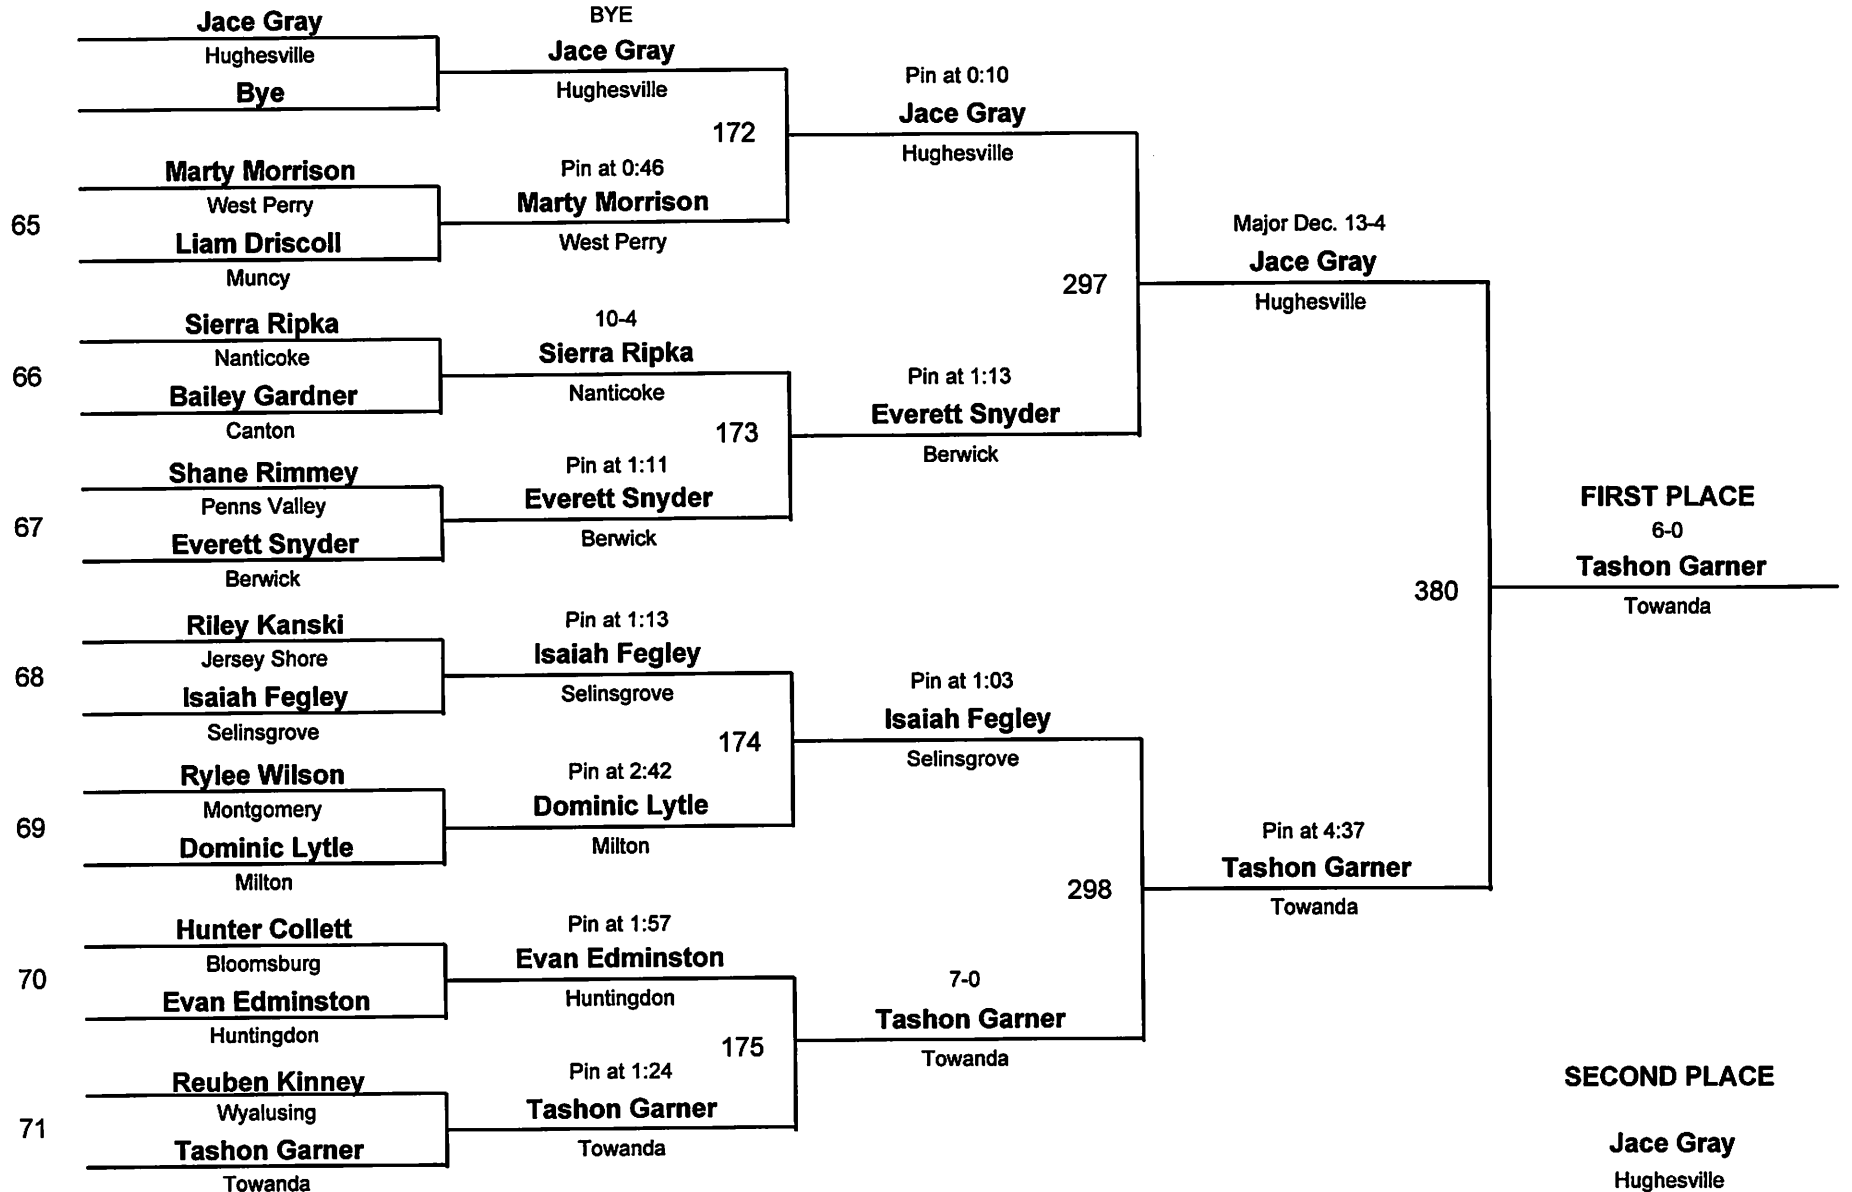 Jace Gray
Hughesville
Bye
65
Marty Morrison
West Perry
Liam Driscoll
Muncy
66
Sierra Ripka
Nanticoke
Bailey Gardner
Canton
67
Shane Rimmey
Penns Valley
Everett Snyder
Berwick
68
Riley Kanski
Jersey Shore
Isaiah Fegley
Selinsgrove
69
Rylee Wilson
Montgomery
Dominic Lytle
Milton
70
Hunter Collett
Bloomsburg
Evan Edminston
Huntingdon
71
Reuben Kinney
Wyalusing
Tashon Garner
Towanda
BYE
Jace Gray
Hughesville
172
Pin at 0:46
Marty Morrison
West Perry
10-4
Sierra Ripka
Nanticoke
173
Pin at 1:11
Everett Snyder
Berwick
Pin at 1:13
Isaiah Fegley
Selinsgrove
174
Pin at 2:42
Dominic Lytle
Milton
Pin at 1:57
Evan Edminston
Huntingdon
175
Pin at 1:24
Tashon Garner
Towanda
Pin at 0:10
Jace Gray
Hughesville
297
Pin at 1:13
Everett Snyder
Berwick
Pin at 1:03
Isaiah Fegley
Selinsgrove
298
7-0
Tashon Garner
Towanda
Major Dec. 13-4
Jace Gray
Hughesville
380
Pin at 4:37
Tashon Garner
Towanda
FIRST PLACE
6-0
Tashon Garner
Towanda
SECOND PLACE
Jace Gray
Hughesville